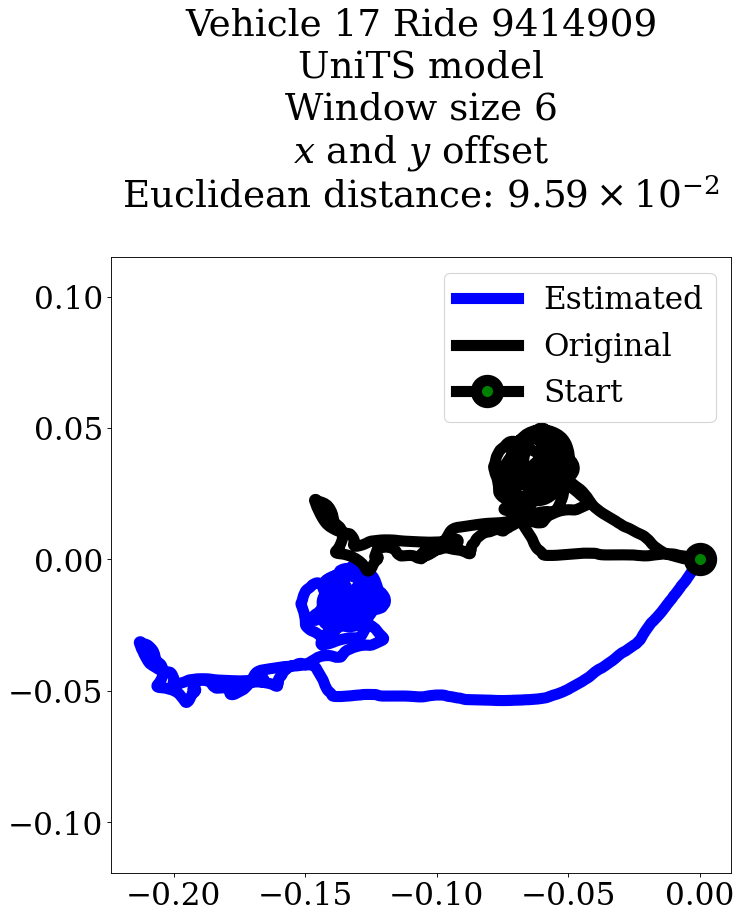 Vehicle 17 Ride 9414909
UniTS model
Window size 6
x and y offset
Euclidean distance: 9.59 × 10⁻²
Estimated
Original
Start
0.10
0.05
0.00
−0.05
−0.10
−0.20
−0.15
−0.10
−0.05
0.00